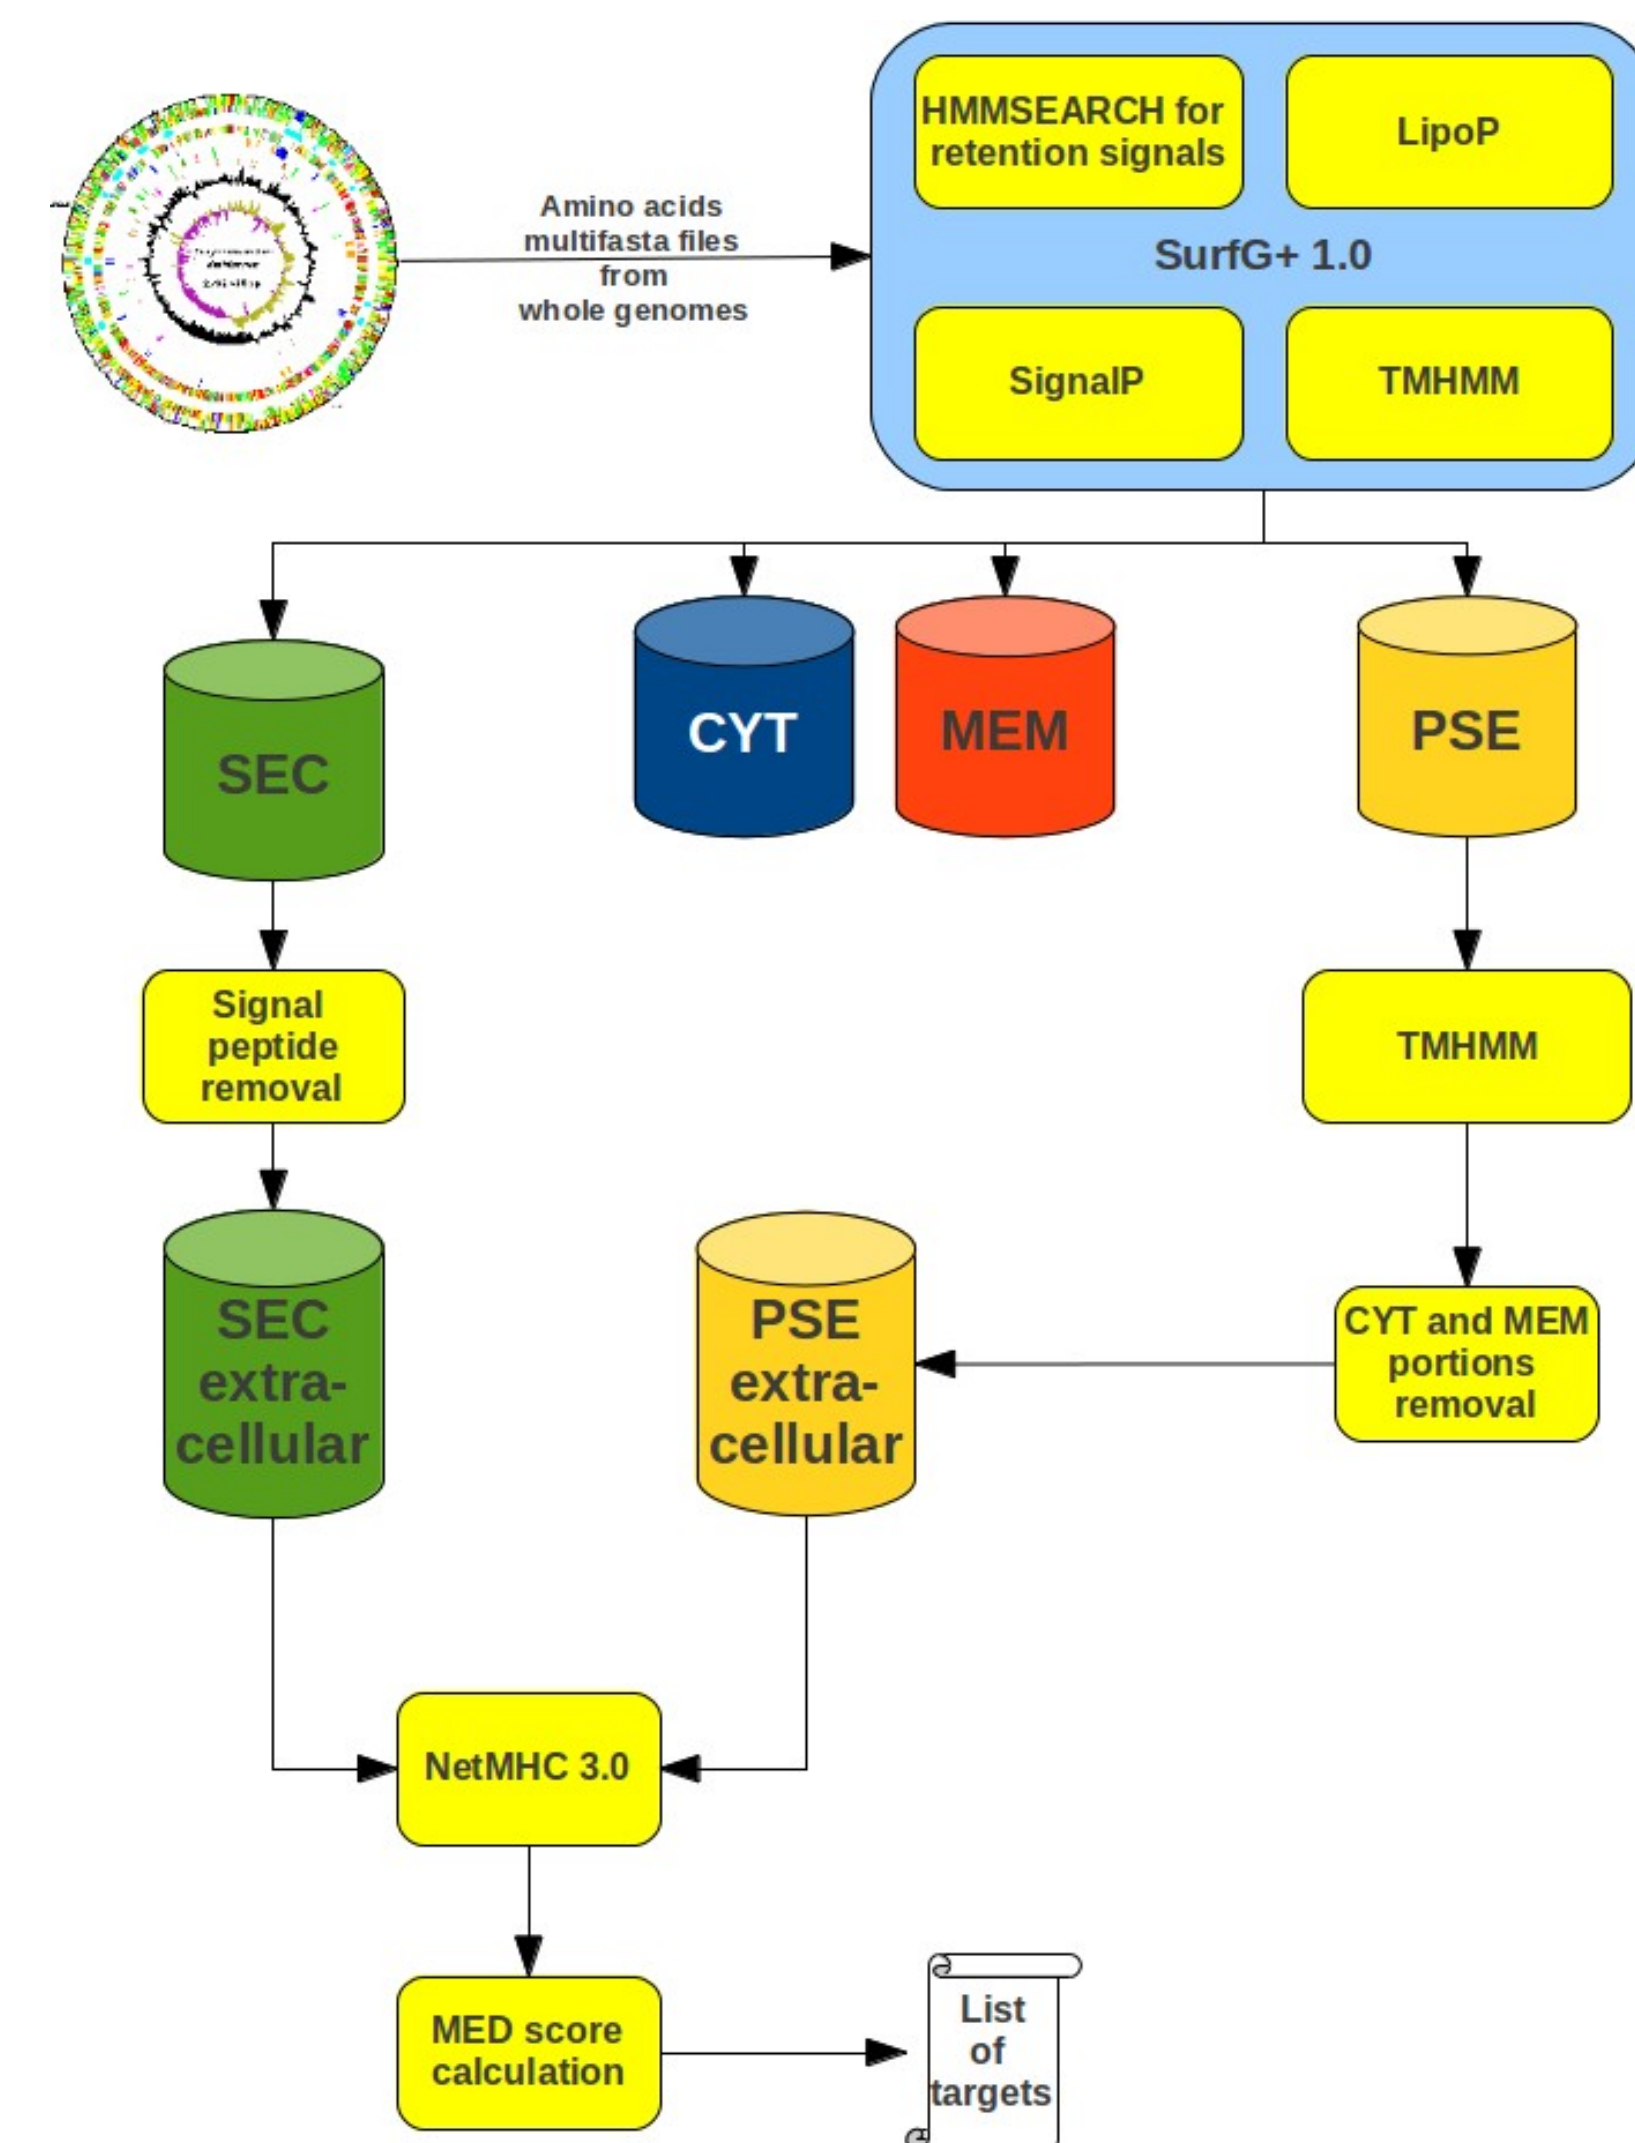 HMMSEARCH for
retention signals
LipoP
Amino acids
multifasta files
from
whole genomes
SurfG+ 1.0
SignalP
TMHMM
SEC
CYT
MEM
PSE
Signal
peptide
removal
TMHMM
SEC
extra-
cellular
PSE
extra-
cellular
CYT and MEM
portions
removal
NetMHC 3.0
MED score
calculation
List
of
targets